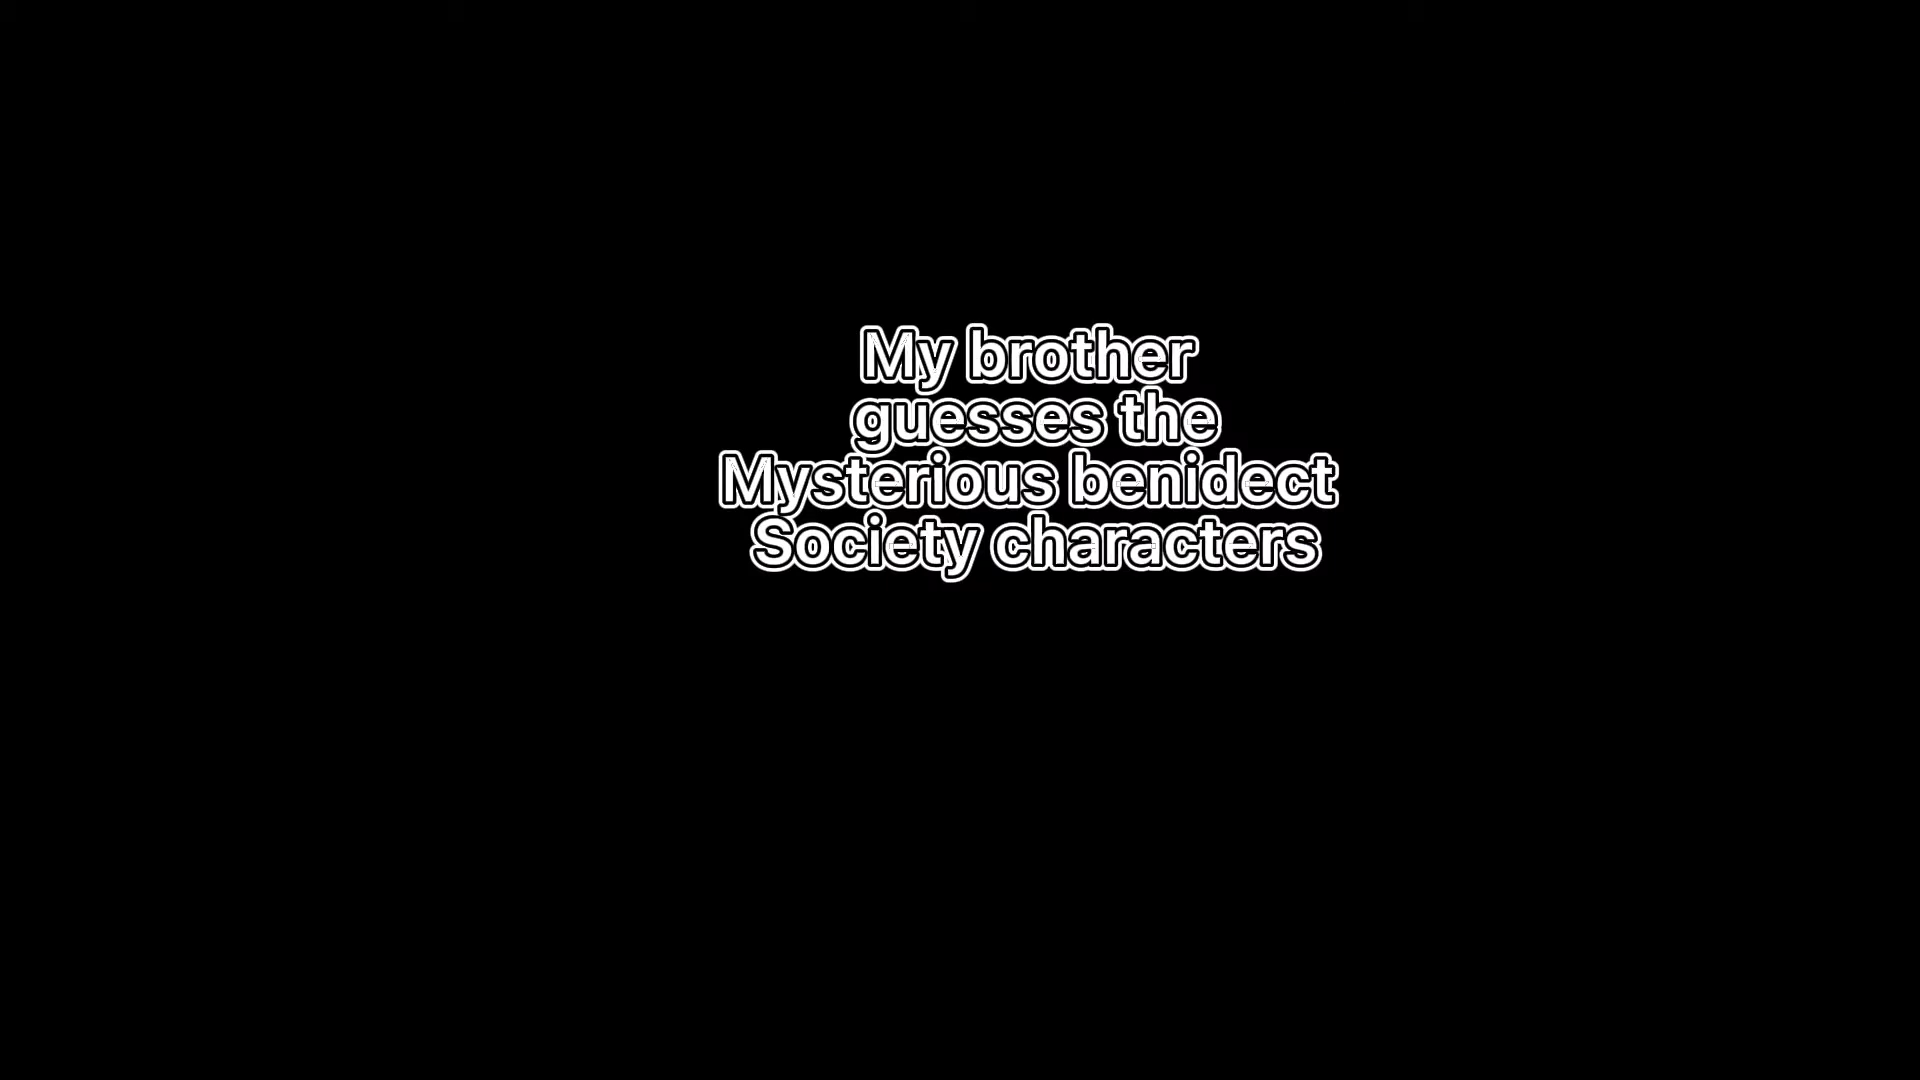 My brother
guesses the
Mysterious benidect
Society characters